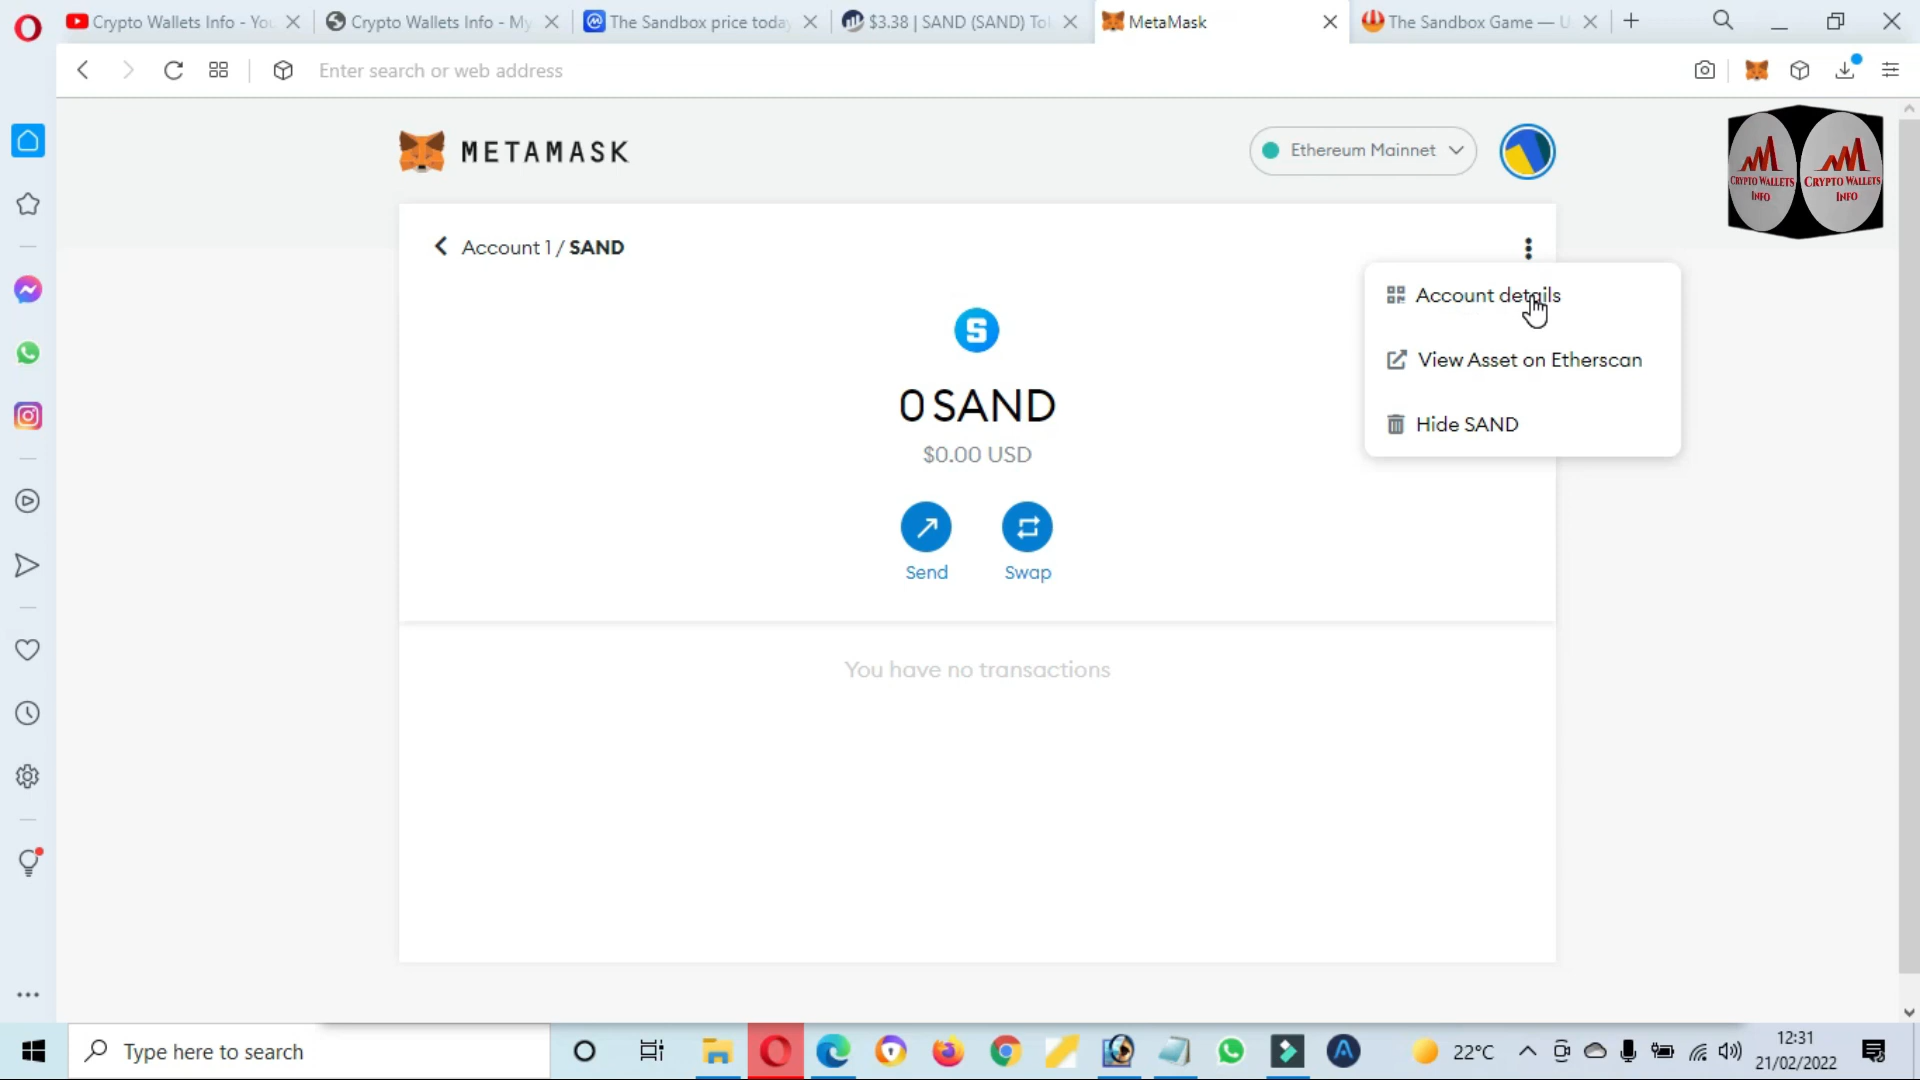 Crypto Wallets Info - You
Crypto Wallets Info - My
The Sandbox price today
$3.38 | SAND (SAND) To
MetaMask
The Sandbox Game — U
Enter search or web address
METAMASK
Ethereum Mainnet
CRYPTO WALLETS
INFO
CRYPTO WALLETS
INFO
Account 1 / SAND
Account details
View Asset on Etherscan
Hide SAND
S
0 SAND
$0.00 USD
Send
Swap
You have no transactions
Type here to search
22°C
12:31
21/02/2022